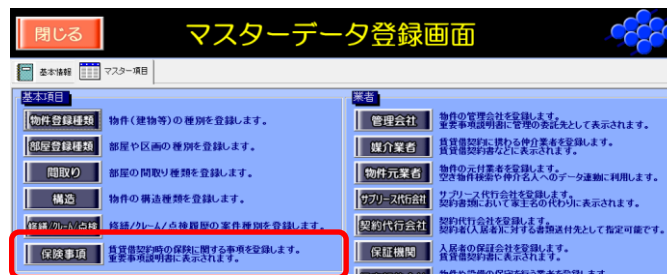 閉じる
マスターデータ登録画面
基本情報
マスター項目
基本項目
物件登録種類
物件(建物等)の種別を登録します。
部屋登録種類
部屋や区画の種別を登録します。
間取り
部屋の間取り種類を登録します。
構造
物件の構造種類を登録します。
修繕/クレーム/点検
修繕/クレーム/点検履歴の案件種別を登録します。
保険事項
賃貸借契約時の保険に関する事項を登録します。
重要事項説明書に表示されます。
業者
管理会社
物件の管理会社を登録します。
重要事項説明書に管理の委託先として表示されます。
媒介業者
賃貸借契約に携わる仲介業者を登録します。
賃貸借契約書などに表示されます。
物件元業者
物件の元付業者を登録します。
空き物件検索や仲介名人へのデータ連動に利用します。
サブリース代行会社
サブリース代行会社を登録します。
契約書類において家主名の代わりに表示されます。
契約代行会社
契約代行会社を登録します。
契約者(入居者)に対する書類送付先として指定可能です。
保証機関
入居者の保証会社を登録します。
賃貸借契約書に表示されます。